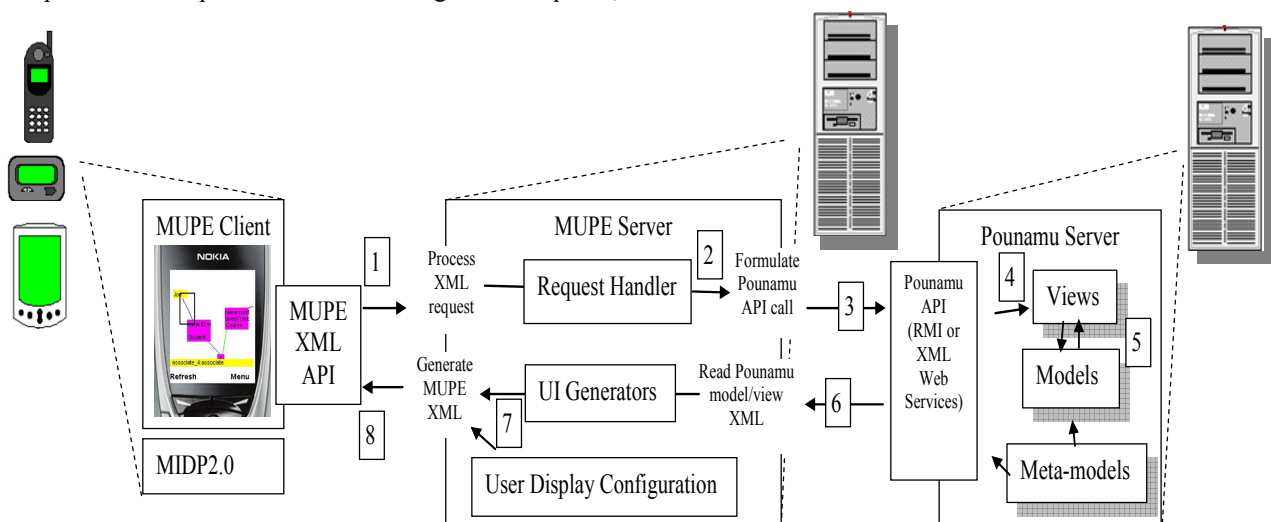 MUPE Client
NOKIA
associate_4:associate
Refresh Menu
MIDP2.0
MUPE
XML
API
1
8
MUPE Server
Process
XML
request
Request Handler
2
Formulate
Pounamu
API call
3
Generate
MUPE
XML
UI Generators
Read Pounamu
model/view
XML
6
7
User Display Configuration
Pounamu Server
Pounamu
API
(RMI or
XML
Web
Services)
4
Views
5
Models
Meta-models